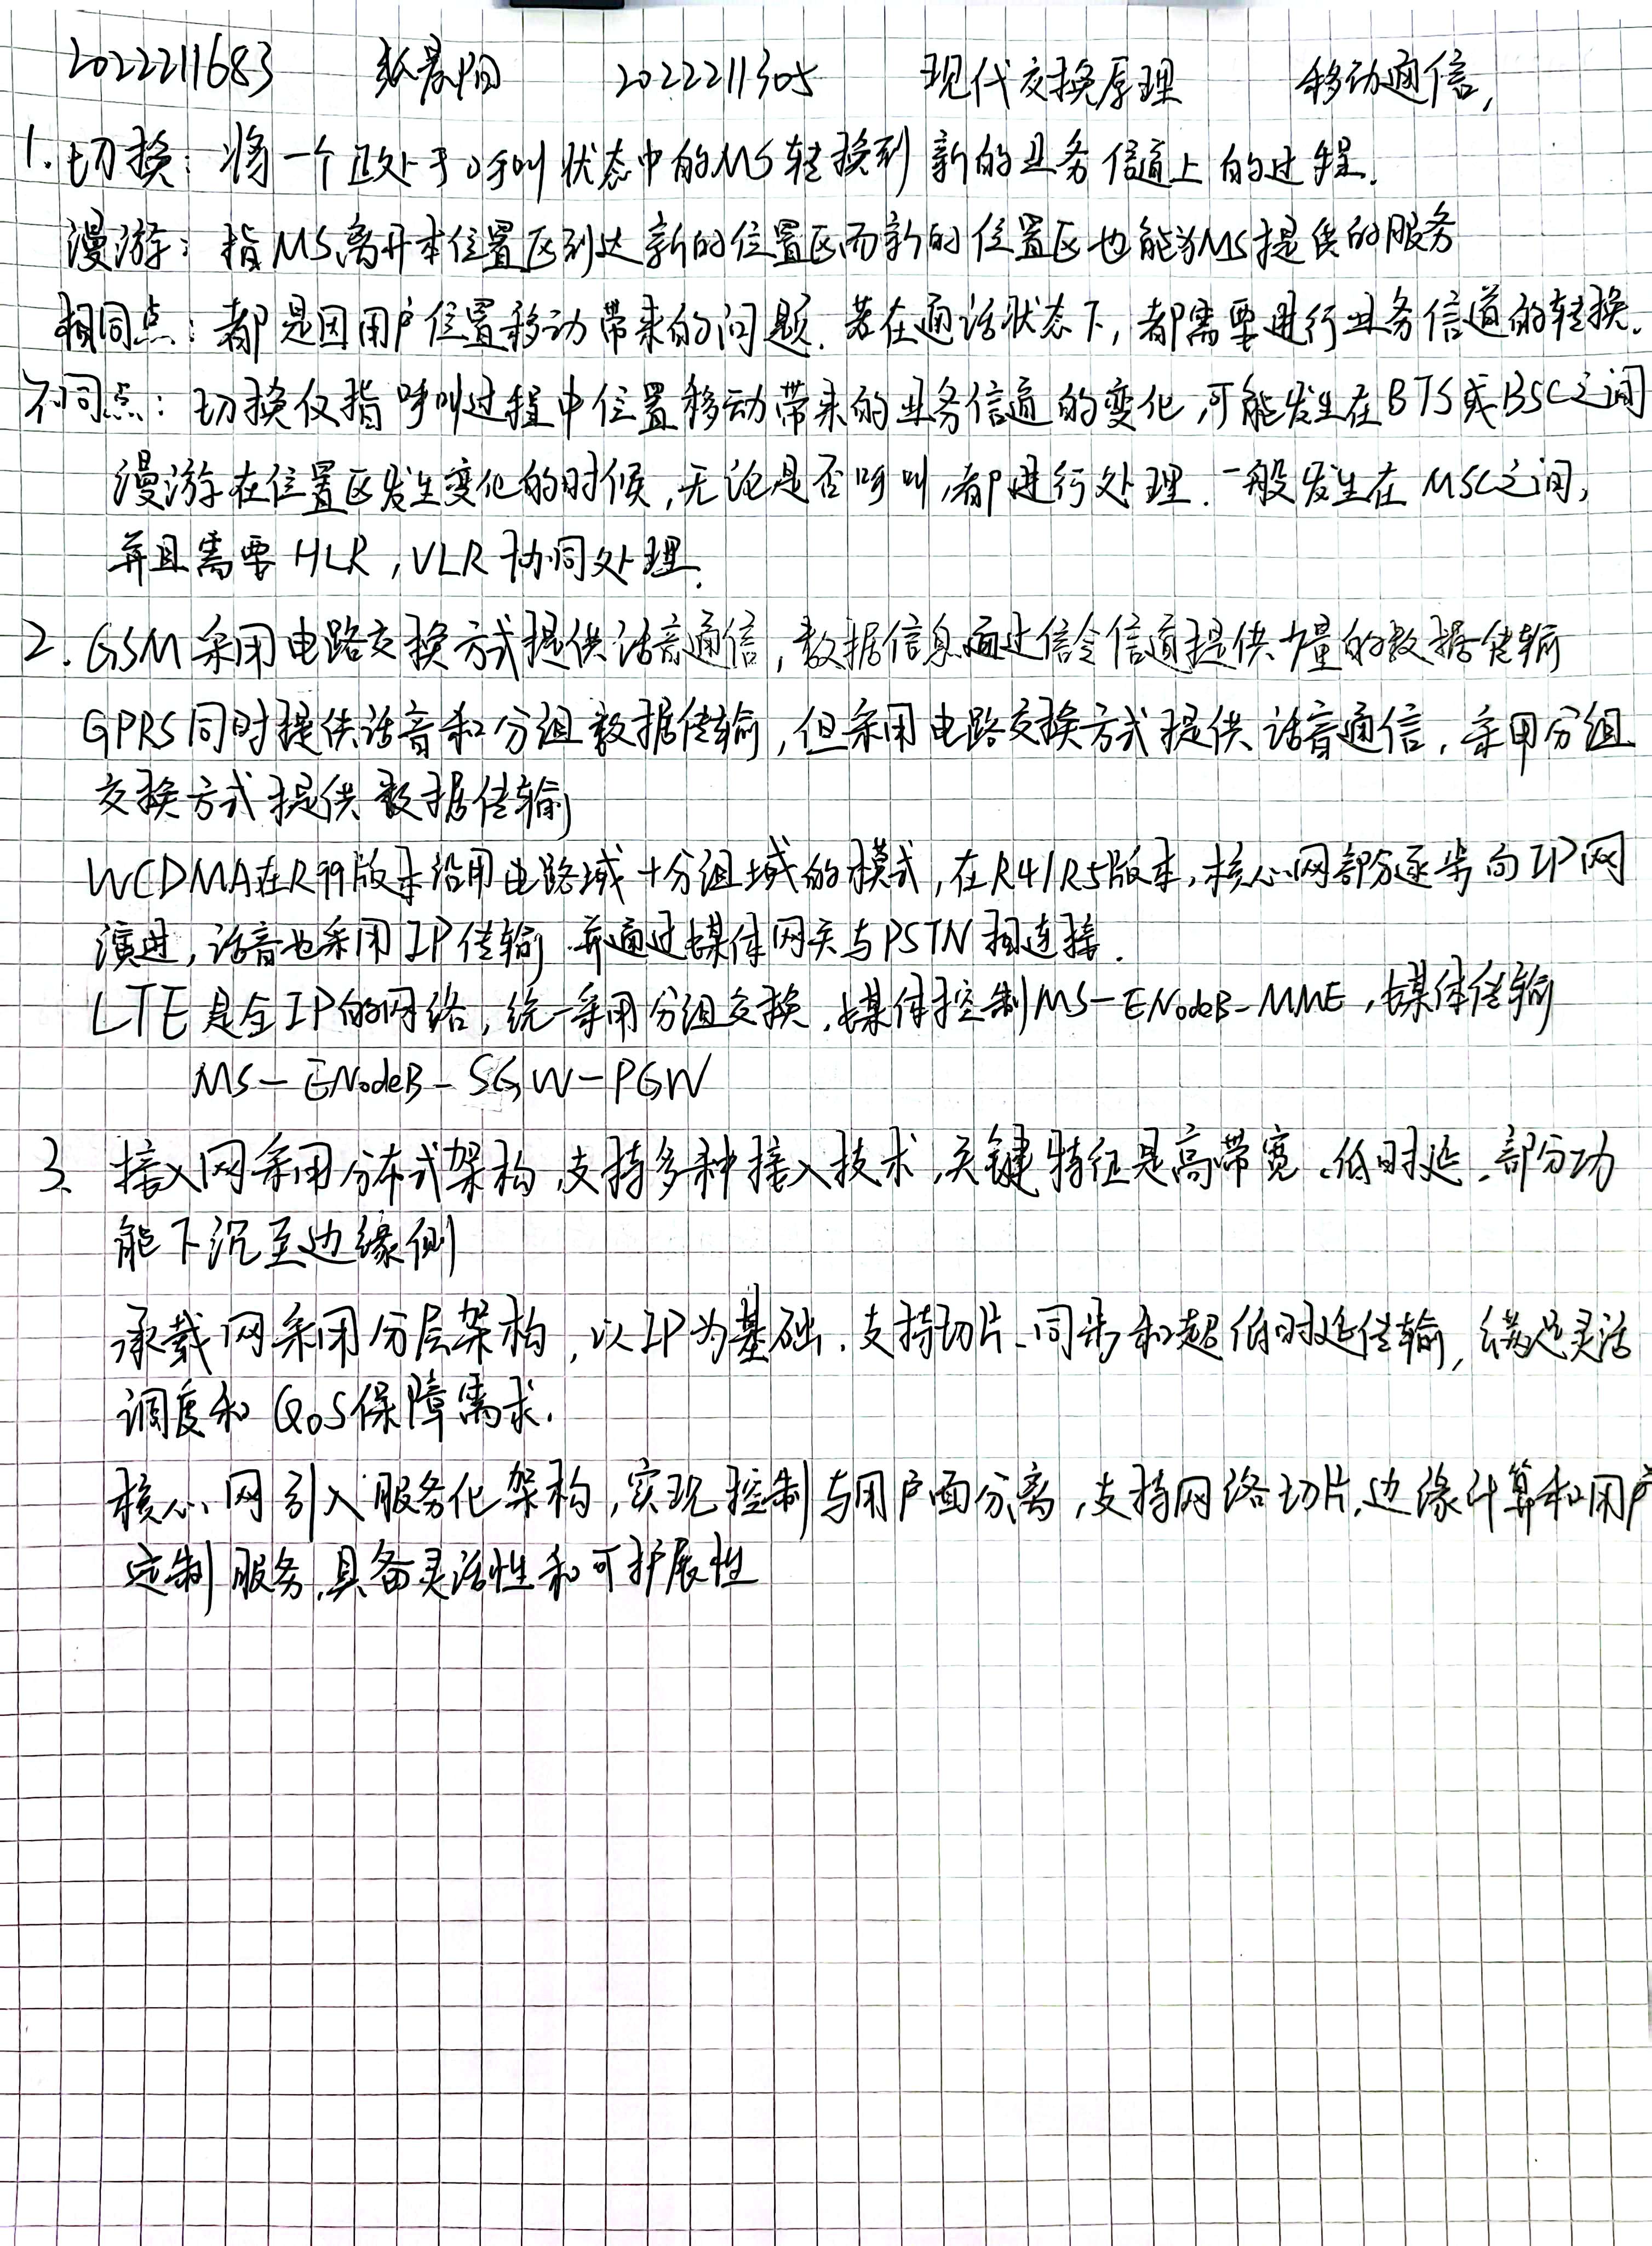 2022211683 张晨阳 2022211305 现代交换原理 移动通信,
1. 切换: 将一个正处于呼叫状态中的MS转换到新的业务信道上的过程.
漫游: 指MS离开本位置区到达新的位置区而新的位置区也能为MS提供的服务
相同点: 都是因用户位置移动带来的问题. 若在通话状态下, 都需要进行业务信道的转换.
不同点: 切换仅指呼叫过程中位置移动带来的业务信道的变化, 可能发生在BTS或BSC之间
漫游在位置区发生变化的时候, 无论是否呼叫, 都进行处理. 一般发生在MSC之间,
并且需要HLR, VLR协同处理.
2. GSM采用电路交换方式提供话音通信, 数据信息通过信令信道提供少量的数据传输
GPRS同时提供话音和分组数据传输, 但采用电路交换方式提供话音通信, 采用分组
交换方式提供数据传输
WCDMA在R99版本沿用电路域+分组域的模式, 在R4/R5版本, 核心网部分逐步向IP网
演进, 话音也采用IP传输 并通过媒体网关与PSTN相连接.
LTE是全IP的网络, 统一采用分组交换, 媒体控制MS-ENodeB-MME, 媒体传输
MS-ENodeB-SGW-PGW
3. 接入网采用分布式架构, 支持多种接入技术, 关键特征是高带宽、低时延、部分功
能下沉至边缘侧
承载网采用分层架构, 以IP为基础, 支持切片、同步和超低时延传输, 满足灵活
调度和QoS保障需求.
核心网引入服务化架构, 实现控制与用户面分离, 支持网络切片, 边缘计算和用户
定制服务, 具备灵活性和可扩展性